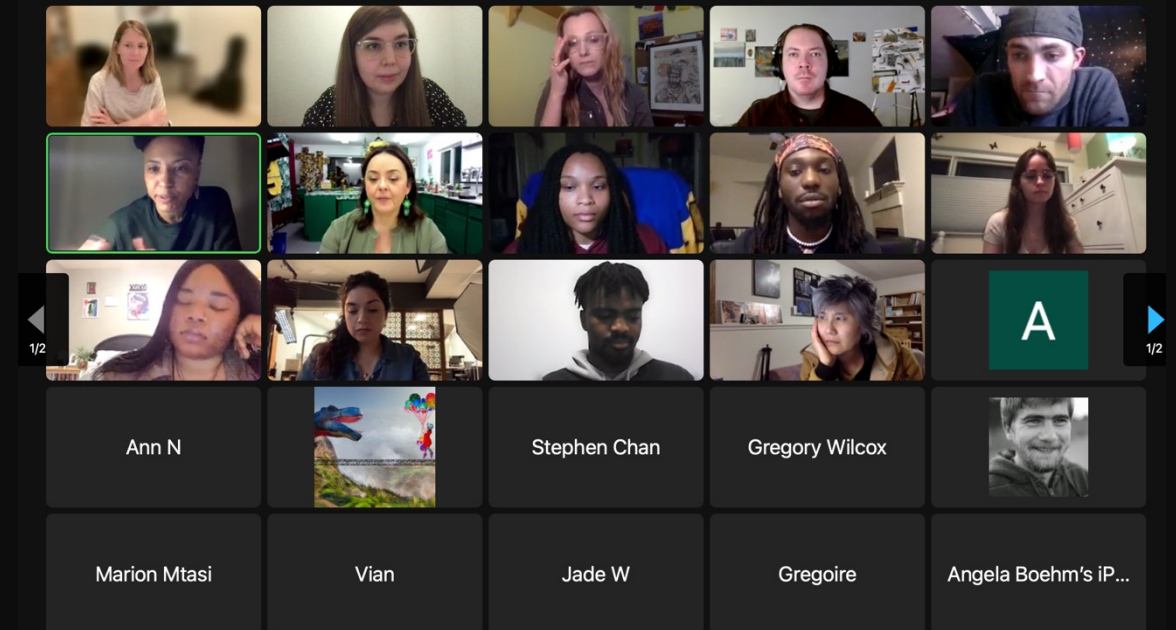 1/2
1/2
A
Ann N
Stephen Chan
Gregory Wilcox
Marion Mtasi
Vian
Jade W
Gregoire
Angela Boehm’s iP...